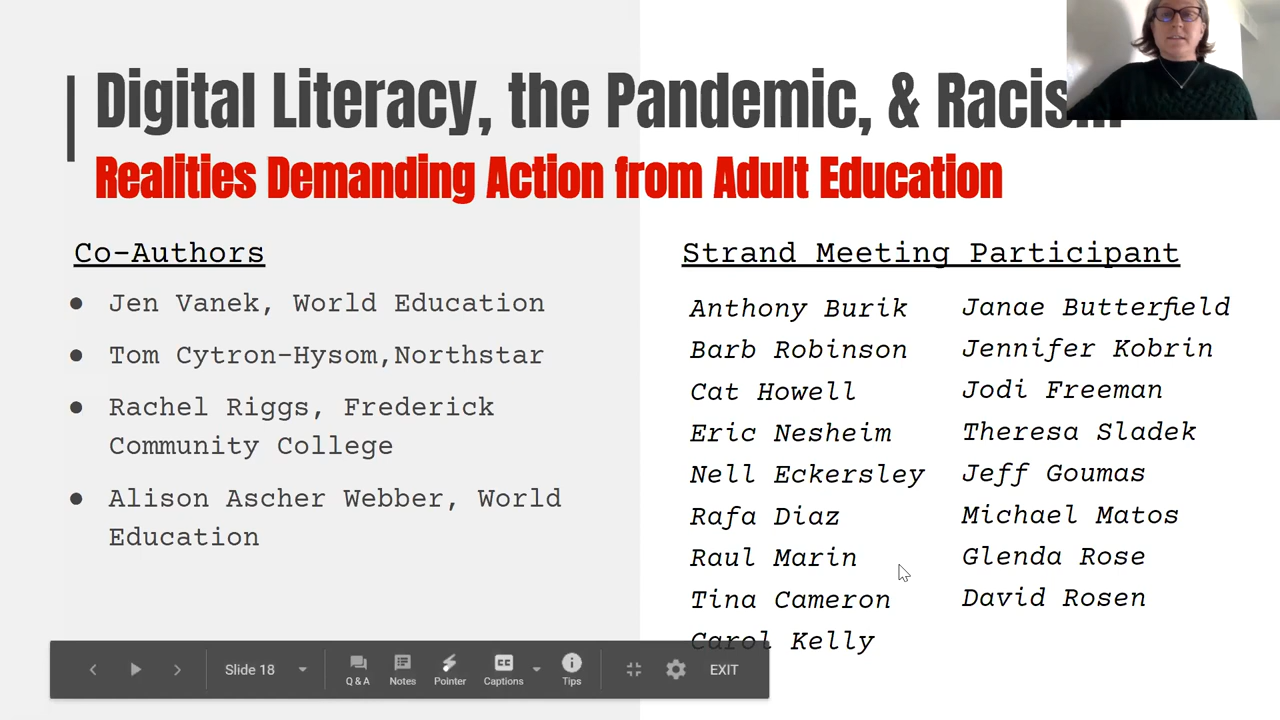 Digital Literacy, the Pandemic, & Racism
Realities Demanding Action from Adult Education
Co-Authors
● Jen Vanek, World Education
● Tom Cytron-Hysom,Northstar
● Rachel Riggs, Frederick
Community College
● Alison Ascher Webber, World
Education
Strand Meeting Participant
Anthony Burik
Barb Robinson
Cat Howell
Eric Nesheim
Nell Eckersley
Rafa Diaz
Raul Marin
Tina Cameron
Carol Kelly
Janae Butterfield
Jennifer Kobrin
Jodi Freeman
Theresa Sladek
Jeff Goumas
Michael Matos
Glenda Rose
David Rosen
Slide 18
Q & A
Notes
Pointer
CC
Captions
Tips
EXIT